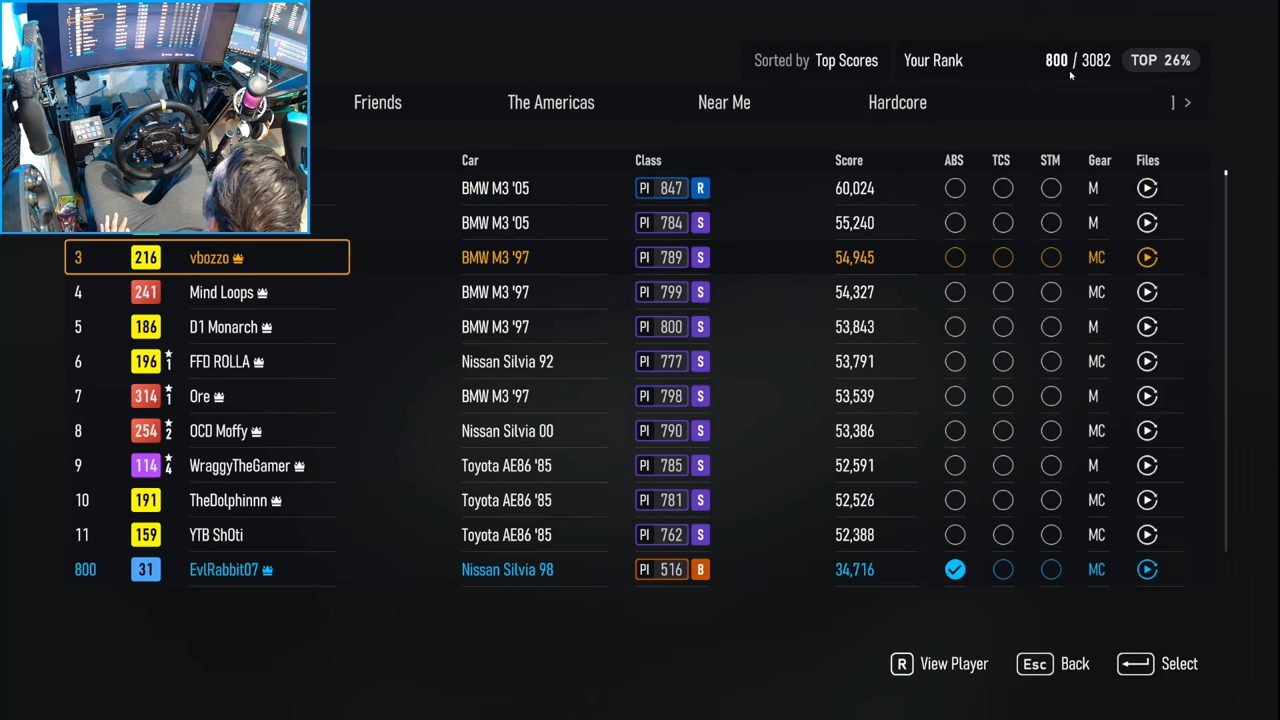 Sorted by Top Scores Your Rank 800 / 3082 TOP 26%
Friends The Americas Near Me Hardcore ]
Car Class Score ABS TCS STM Gear Files
BMW M3 '05 PI 847 R 60,024 M
BMW M3 '05 PI 784 S 55,240 M
3 216 vbozzo BMW M3 '97 PI 789 S 54,945 MC
4 241 Mind Loops BMW M3 '97 PI 799 S 54,327 MC
5 186 D1 Monarch BMW M3 '97 PI 800 S 53,843 M
6 196 1 FFD ROLLA Nissan Silvia 92 PI 777 S 53,791 MC
7 314 1 Ore BMW M3 '97 PI 798 S 53,539 M
8 254 2 OCD Moffy Nissan Silvia 00 PI 790 S 53,386 MC
9 114 4 WraggyTheGamer Toyota AE86 '85 PI 785 S 52,591 M
10 191 TheDolphinnn Toyota AE86 '85 PI 781 S 52,526 MC
11 159 YTB Sh0ti Toyota AE86 '85 PI 762 S 52,388 MC
800 31 EvlRabbit07 Nissan Silvia 98 PI 516 B 34,716 MC
R View Player Esc Back Select